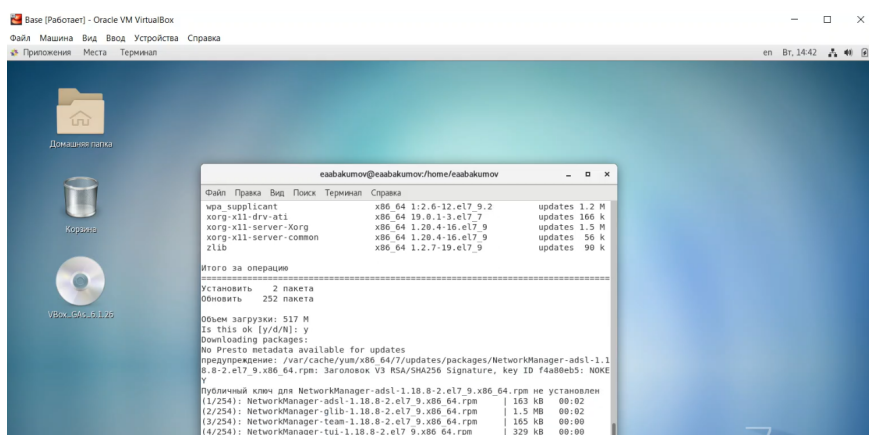 Base [Работает] - Oracle VM VirtualBox
Файл Машина Вид Ввод Устройства Справка
Приложения Места Терминал en Вт, 14:42
Домашняя папка
Корзина
VBox_GAs_6.1.26
eaabakumov@eaabakumov:/home/eaabakumov
Файл Правка Вид Поиск Терминал Справка
wpa_supplicant x86_64 1:2.6-12.el7_9.2 updates 1.2 M
xorg-x11-drv-ati x86_64 19.0.1-3.el7_7 updates 166 k
xorg-x11-server-Xorg x86_64 1.20.4-16.el7_9 updates 1.5 M
xorg-x11-server-common x86_64 1.20.4-16.el7_9 updates 56 k
zlib x86_64 1.2.7-19.el7_9 updates 90 k
Итого за операцию
================================================================================
Установить 2 пакета
Обновить 252 пакета
Объем загрузки: 517 M
Is this ok [y/d/N]: y
Downloading packages:
No Presto metadata available for updates
предупреждение: /var/cache/yum/x86_64/7/updates/packages/NetworkManager-adsl-1.1
8.8-2.el7_9.x86_64.rpm: Заголовок V3 RSA/SHA256 Signature, key ID f4a80eb5: NOKE
Y
Публичный ключ для NetworkManager-adsl-1.18.8-2.el7_9.x86_64.rpm не установлен
(1/254): NetworkManager-adsl-1.18.8-2.el7_9.x86_64.rpm | 163 kB 00:02
(2/254): NetworkManager-glib-1.18.8-2.el7_9.x86_64.rpm | 1.5 MB 00:02
(3/254): NetworkManager-team-1.18.8-2.el7_9.x86_64.rpm | 165 kB 00:00
(4/254): NetworkManager-tui-1.18.8-2.el7_9.x86_64.rpm | 329 kB 00:00